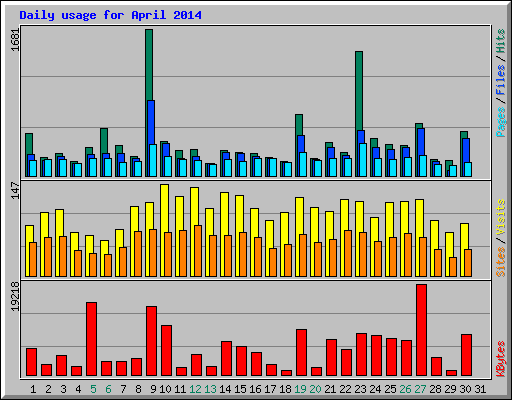 Daily usage for April 2014
1681
Pages / Files / Hits
147
Sites / Visits
19218
KBytes
1 2 3 4 5 6 7 8 9 10 11 12 13 14 15 16 17 18 19 20 21 22 23 24 25 26 27 28 29 30 31